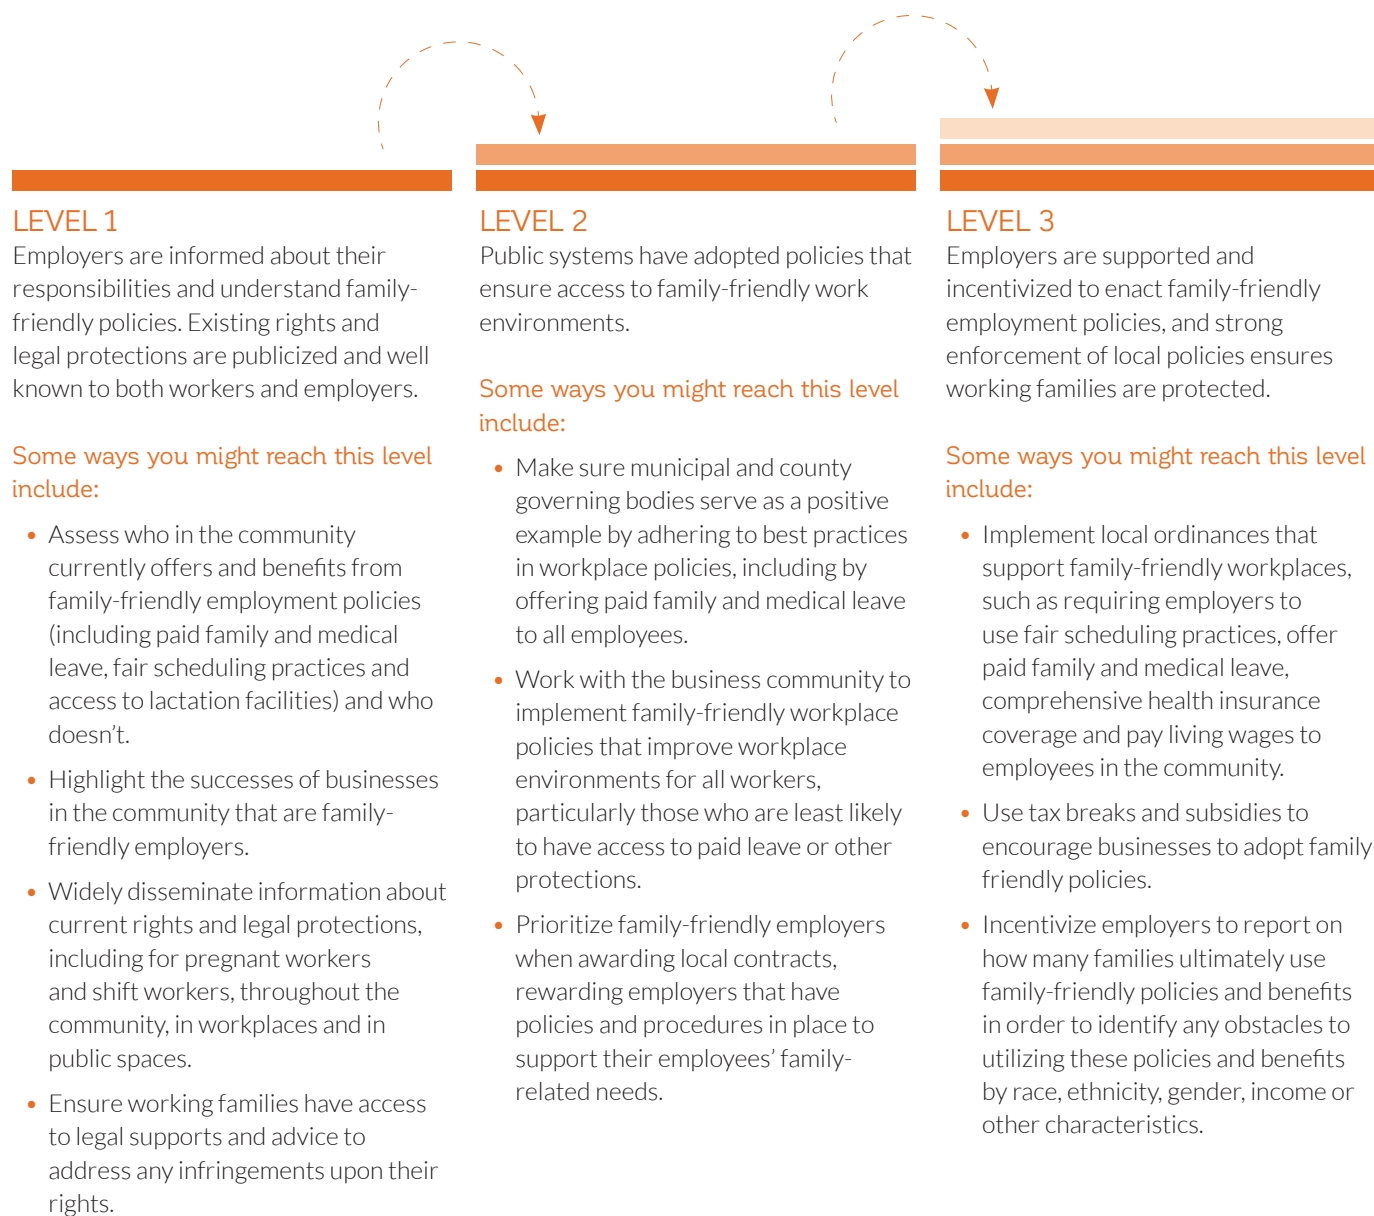 LEVEL 1
Employers are informed about their
responsibilities and understand family-
friendly policies. Existing rights and
legal protections are publicized and well
known to both workers and employers.
Some ways you might reach this level
include:
• Assess who in the community
currently offers and benefits from
family-friendly employment policies
(including paid family and medical
leave, fair scheduling practices and
access to lactation facilities) and who
doesn’t.
• Highlight the successes of businesses
in the community that are family-
friendly employers.
• Widely disseminate information about
current rights and legal protections,
including for pregnant workers
and shift workers, throughout the
community, in workplaces and in
public spaces.
• Ensure working families have access
to legal supports and advice to
address any infringements upon their
rights.
LEVEL 2
Public systems have adopted policies that
ensure access to family-friendly work
environments.
Some ways you might reach this level
include:
• Make sure municipal and county
governing bodies serve as a positive
example by adhering to best practices
in workplace policies, including by
offering paid family and medical leave
to all employees.
• Work with the business community to
implement family-friendly workplace
policies that improve workplace
environments for all workers,
particularly those who are least likely
to have access to paid leave or other
protections.
• Prioritize family-friendly employers
when awarding local contracts,
rewarding employers that have
policies and procedures in place to
support their employees’ family-
related needs.
LEVEL 3
Employers are supported and
incentivized to enact family-friendly
employment policies, and strong
enforcement of local policies ensures
working families are protected.
Some ways you might reach this level
include:
• Implement local ordinances that
support family-friendly workplaces,
such as requiring employers to
use fair scheduling practices, offer
paid family and medical leave,
comprehensive health insurance
coverage and pay living wages to
employees in the community.
• Use tax breaks and subsidies to
encourage businesses to adopt family
friendly policies.
• Incentivize employers to report on
how many families ultimately use
family-friendly policies and benefits
in order to identify any obstacles to
utilizing these policies and benefits
by race, ethnicity, gender, income or
other characteristics.